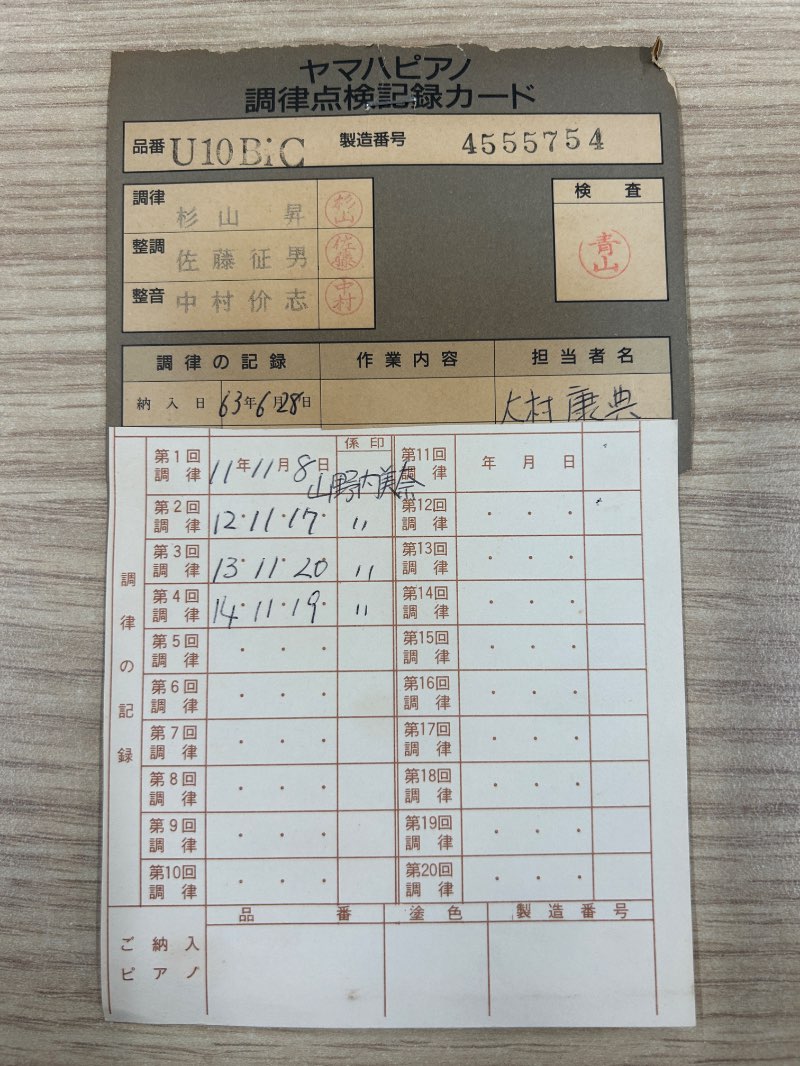 ヤマハピアノ
調律点検記録カード
品番 U10BiC 製造番号 4555754
調律 杉山 昇 杉山
検査
整調 佐藤征男 佐藤
青山
整音 中村价志 中村
調律の記録 作業内容 担当者名
納入日 63年6月28日 大村康典
係印
第1回調律 11年11月8日 山野内美奈 第11回調律 年 月 日
第2回調律 12・11・17・ 〃 第12回調律 ・ ・ ・
第3回調律 13・11・20 〃 第13回調律 ・ ・ ・
第4回調律 14・11・19・ 〃 第14回調律 ・ ・ ・
第5回調律 ・ ・ ・ 第15回調律 ・ ・ ・
第6回調律 ・ ・ ・ 第16回調律 ・ ・ ・
第7回調律 ・ ・ ・ 第17回調律 ・ ・ ・
第8回調律 ・ ・ ・ 第18回調律 ・ ・ ・
第9回調律 ・ ・ ・ 第19回調律 ・ ・ ・
第10回調律 ・ ・ ・ 第20回調律 ・ ・ ・
調律の記録
品番 塗色 製造番号
ご納入
ピアノ